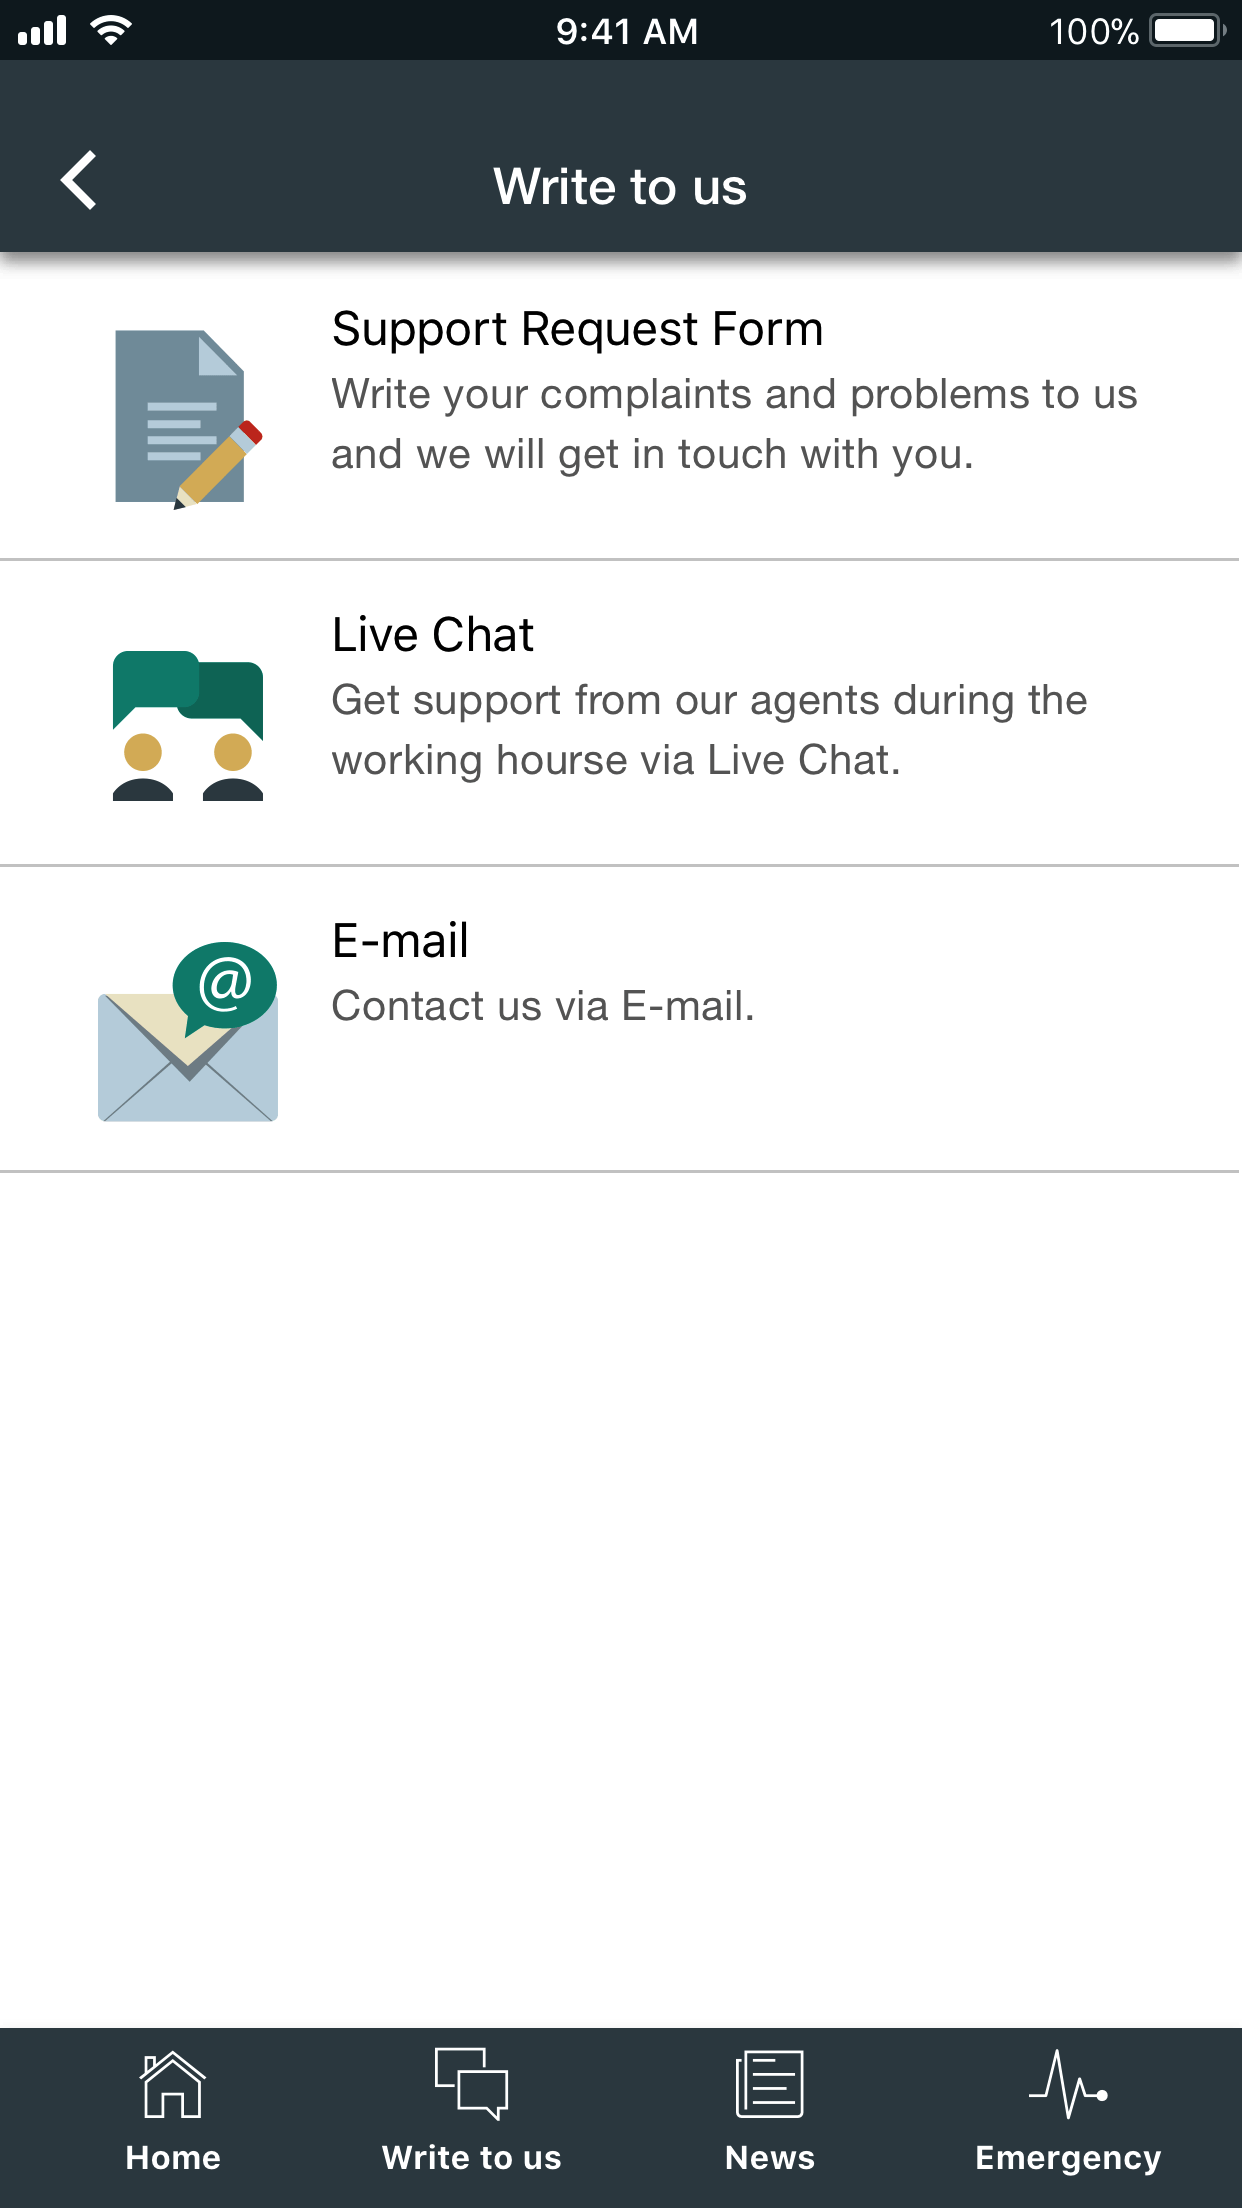 9:41 AM
100%
Write to us
Support Request Form
Write your complaints and problems to us
and we will get in touch with you.
Live Chat
Get support from our agents during the
working hourse via Live Chat.
@
E-mail
Contact us via E-mail.
Home
Write to us
News
Emergency